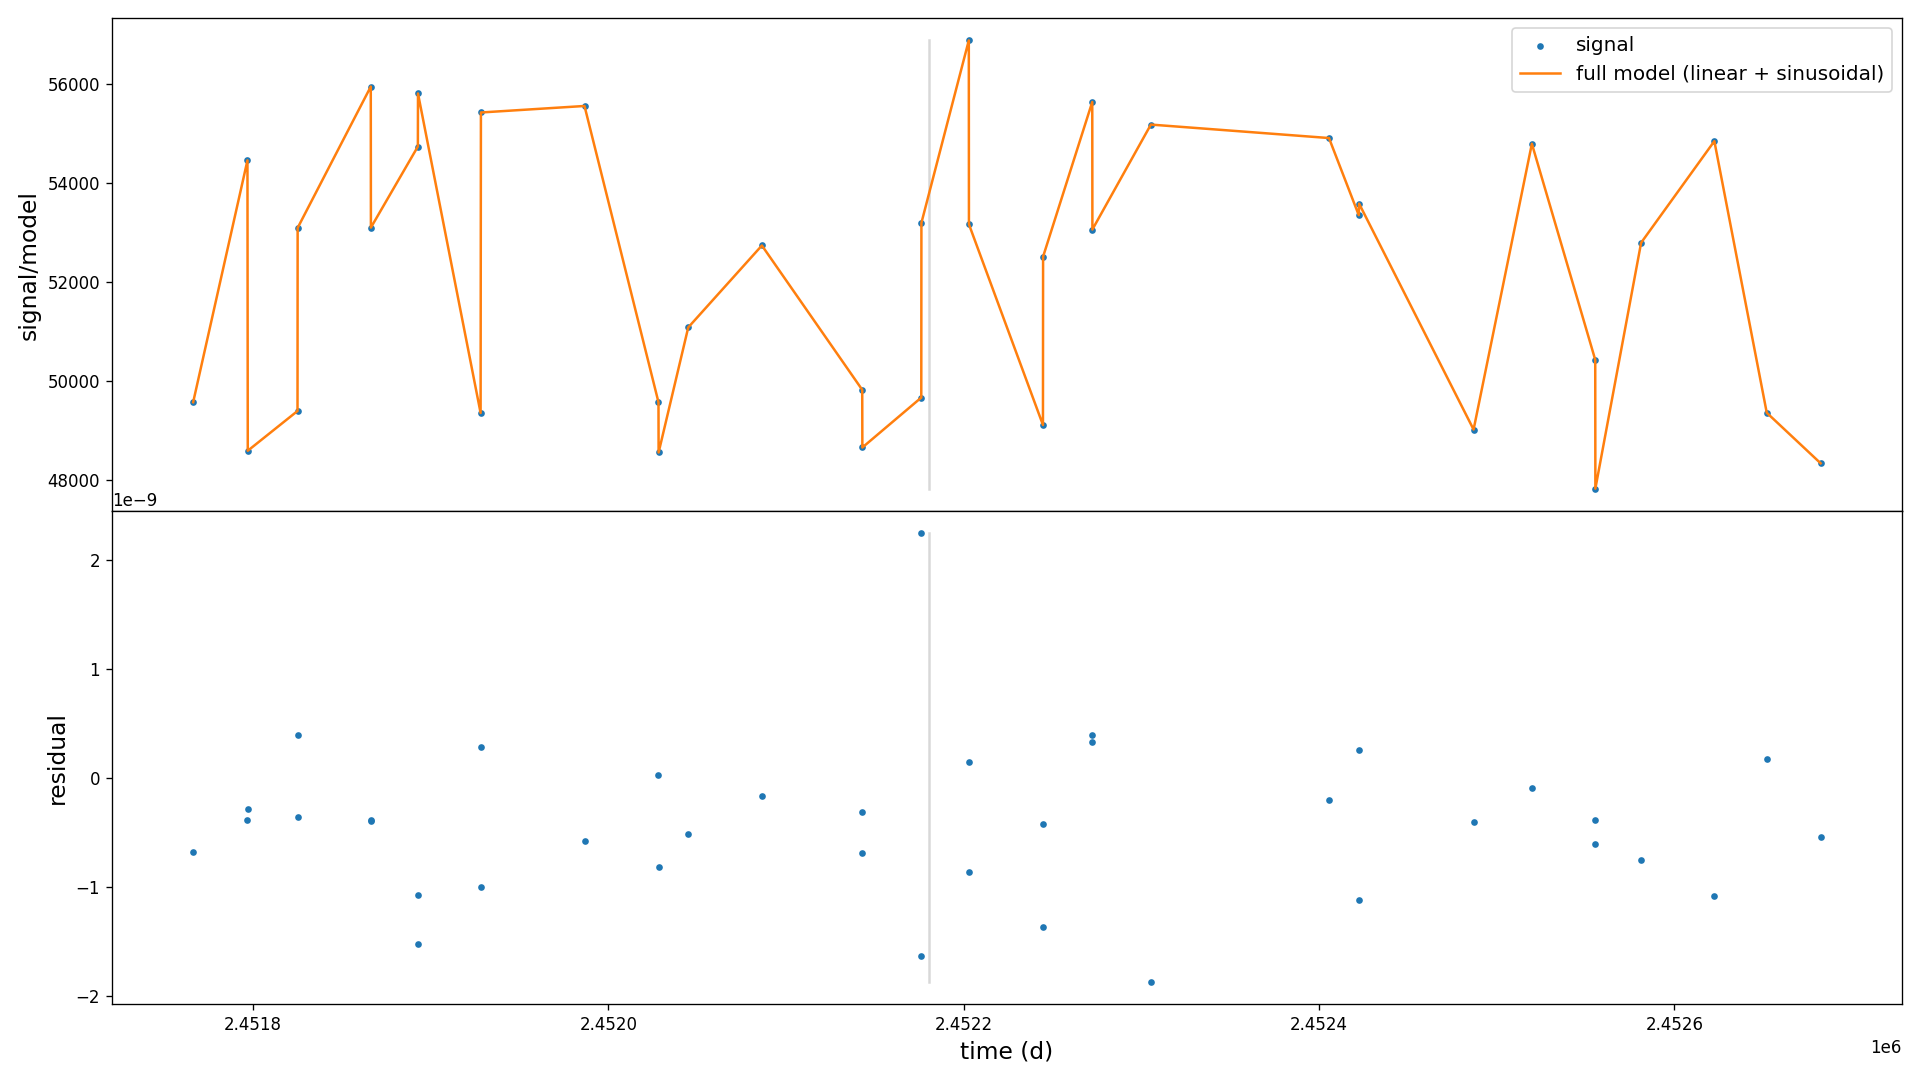 signal
full model (linear + sinusoidal)
56000
54000
52000
50000
48000
signal/model
1e−9
2
1
0
−1
−2
residual
2.4518
2.4520
2.4522
2.4524
2.4526
1e6
time (d)